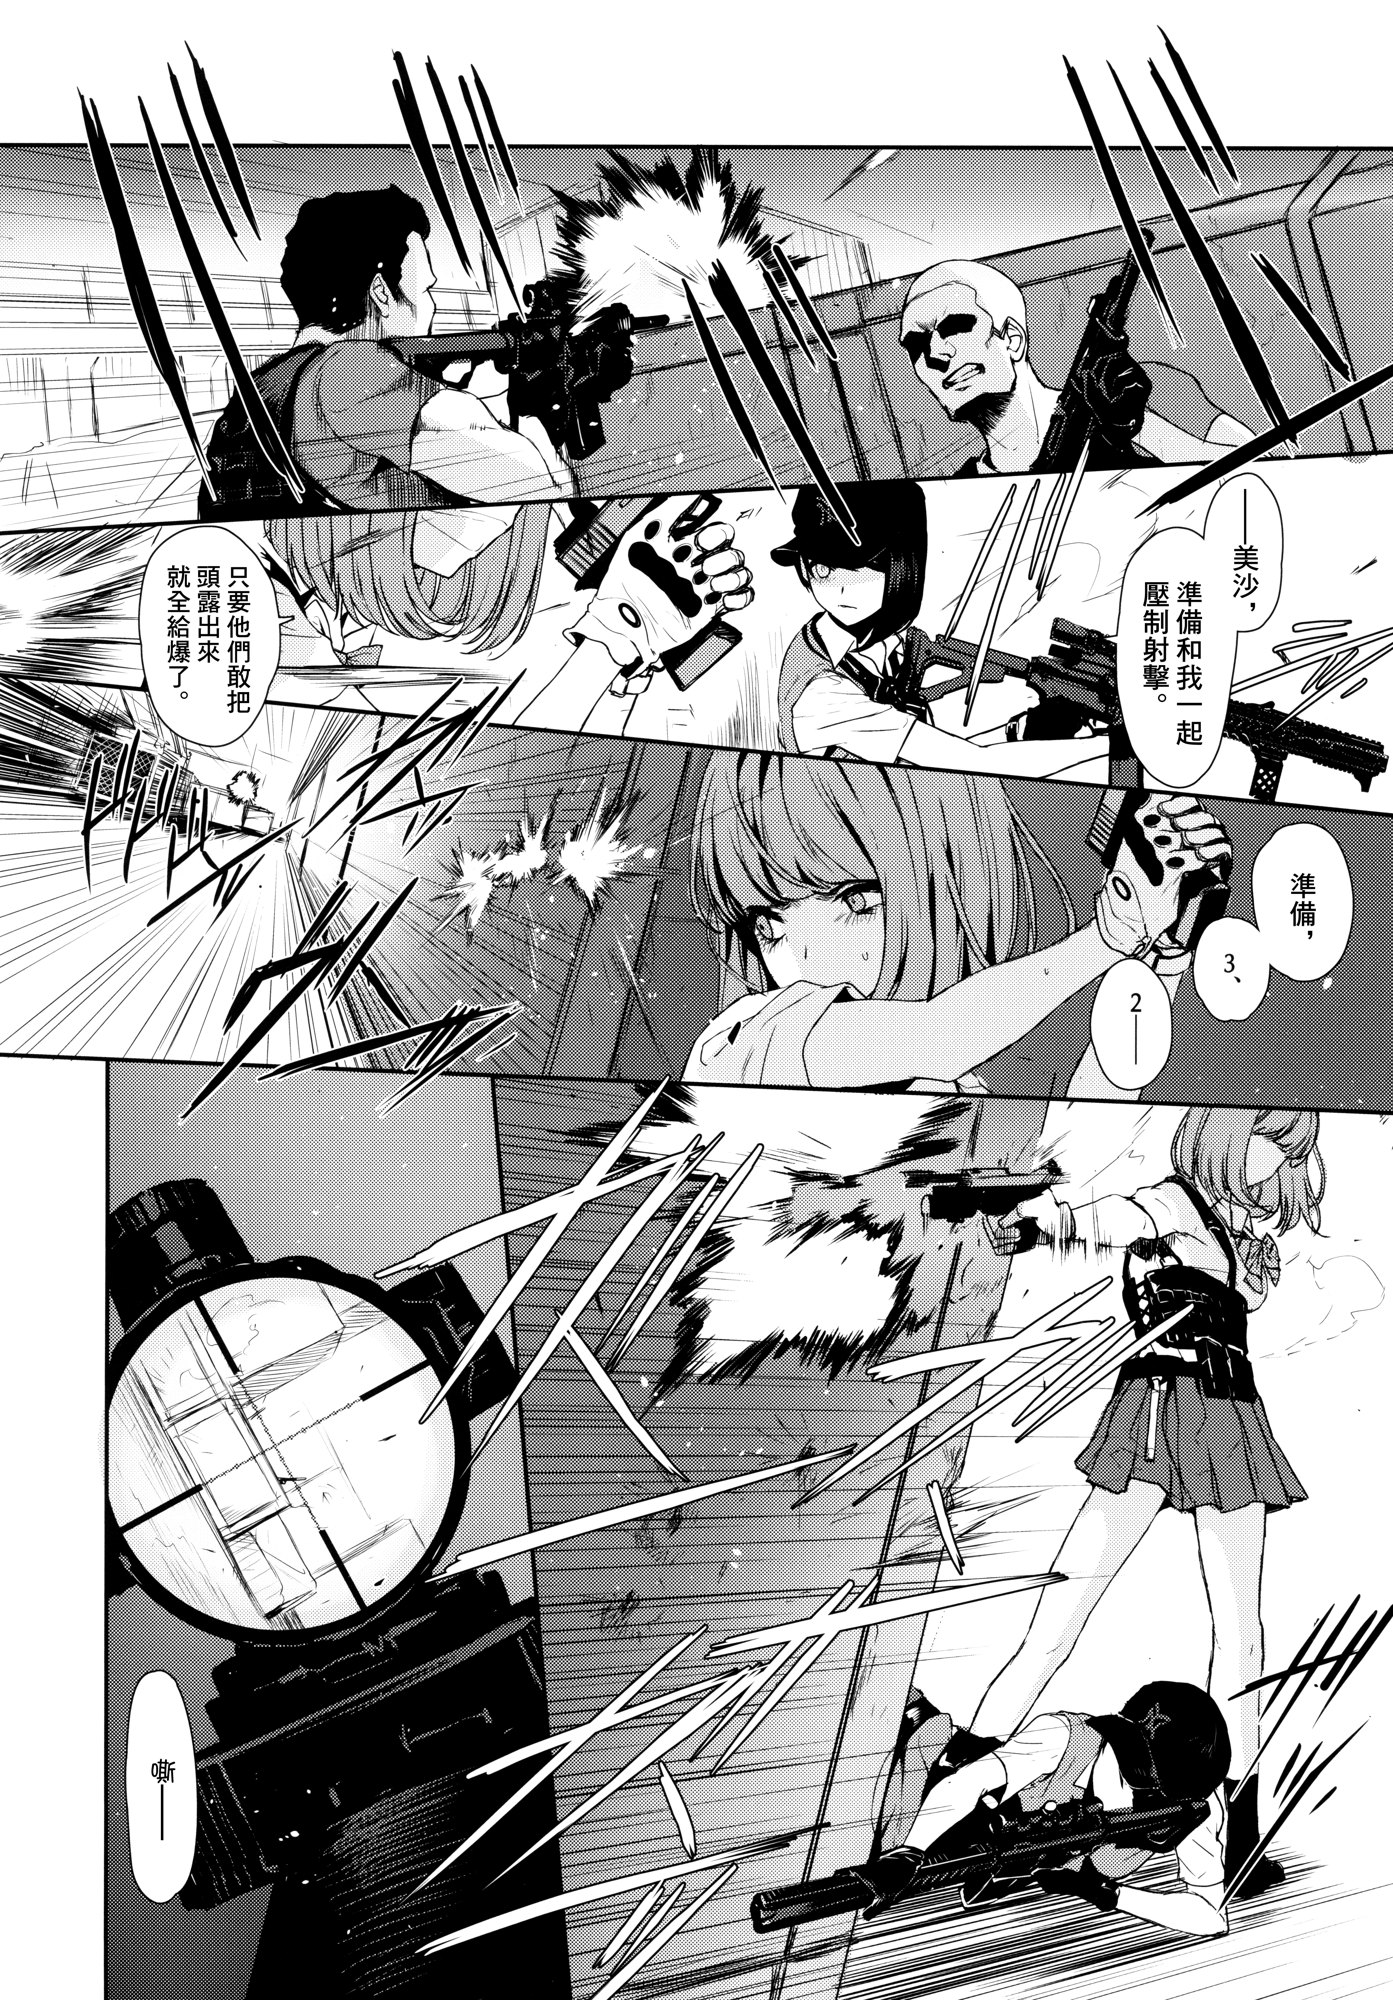 ——美沙，
準備和我一起
壓制射擊。
只要他們敢把
頭露出來
就全給爆了。
準備，
3、
2——
嘶——